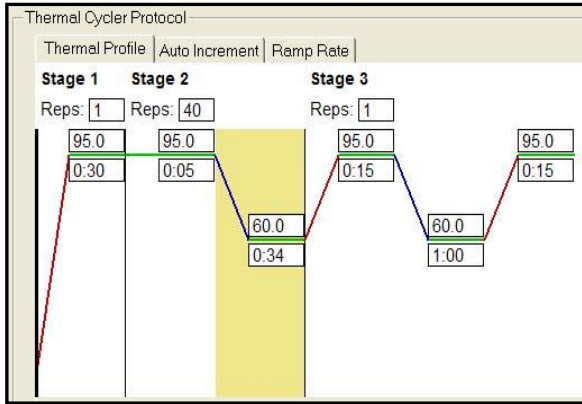 Thermal Cycler Protocol
Thermal Profile Auto Increment Ramp Rate
Stage 1 Stage 2 Stage 3
Reps: 1 Reps: 40 Reps: 1
95.0 95.0 95.0 95.0
0:30 0:05 0:15 0:15
60.0 60.0
0:34 1:00